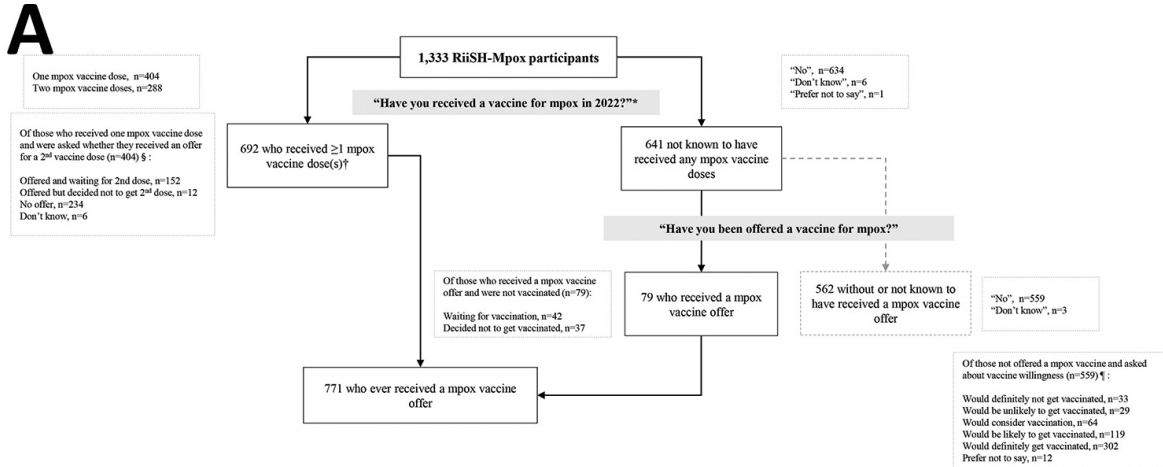 A
1,333 RiiSH-Mpox participants
One mpox vaccine dose, n=404
Two mpox vaccine doses, n=288
"No", n=634
"Don't know", n=6
"Prefer not to say", n=1
"Have you received a vaccine for mpox in 2022?"*
Of those who received one mpox vaccine dose
and were asked whether they received an offer
for a 2nd vaccine dose (n=404) § :
Offered and waiting for 2nd dose, n=152
Offered but decided not to get 2nd dose, n=12
No offer, n=234
Don't know, n=6
692 who received ≥1 mpox
vaccine dose(s)†
641 not known to have
received any mpox vaccine
doses
"Have you been offered a vaccine for mpox?"
Of those who received a mpox vaccine
offer and were not vaccinated (n=79):
Waiting for vaccination, n=42
Decided not to get vaccinated, n=37
79 who received a mpox
vaccine offer
562 without or not known to
have received a mpox vaccine
offer
"No", n=559
"Don't know", n=3
771 who ever received a mpox vaccine
offer
Of those not offered a mpox vaccine and asked
about vaccine willingness (n=559) ¶ :
Would definitely not get vaccinated, n=33
Would be unlikely to get vaccinated, n=29
Would consider vaccination, n=64
Would be likely to get vaccinated, n=119
Would definitely get vaccinated, n=302
Prefer not to say, n=12